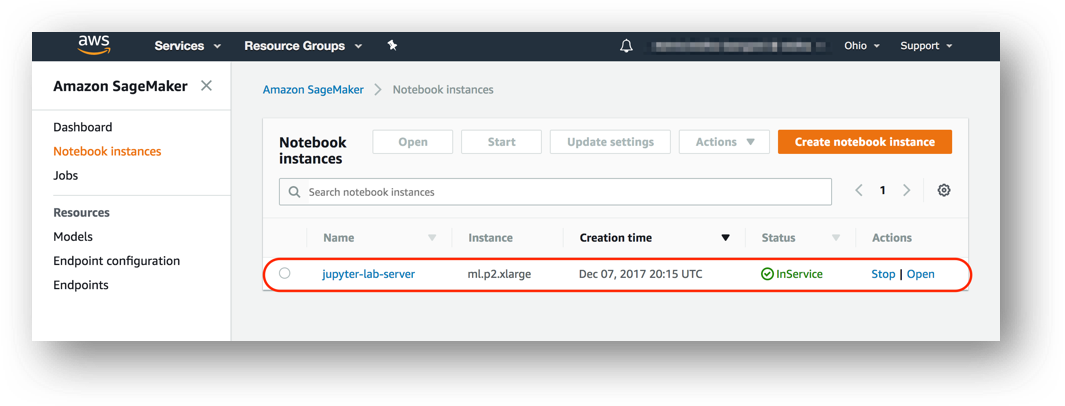 aws Services Resource Groups Ohio Support
Amazon SageMaker
Dashboard
Notebook instances
Jobs
Resources
Models
Endpoint configuration
Endpoints
Amazon SageMaker Notebook instances
Notebook
instances
Open Start Update settings Actions Create notebook instance
Search notebook instances
1
Name Instance Creation time Status Actions
jupyter-lab-server ml.p2.xlarge Dec 07, 2017 20:15 UTC InService Stop | Open